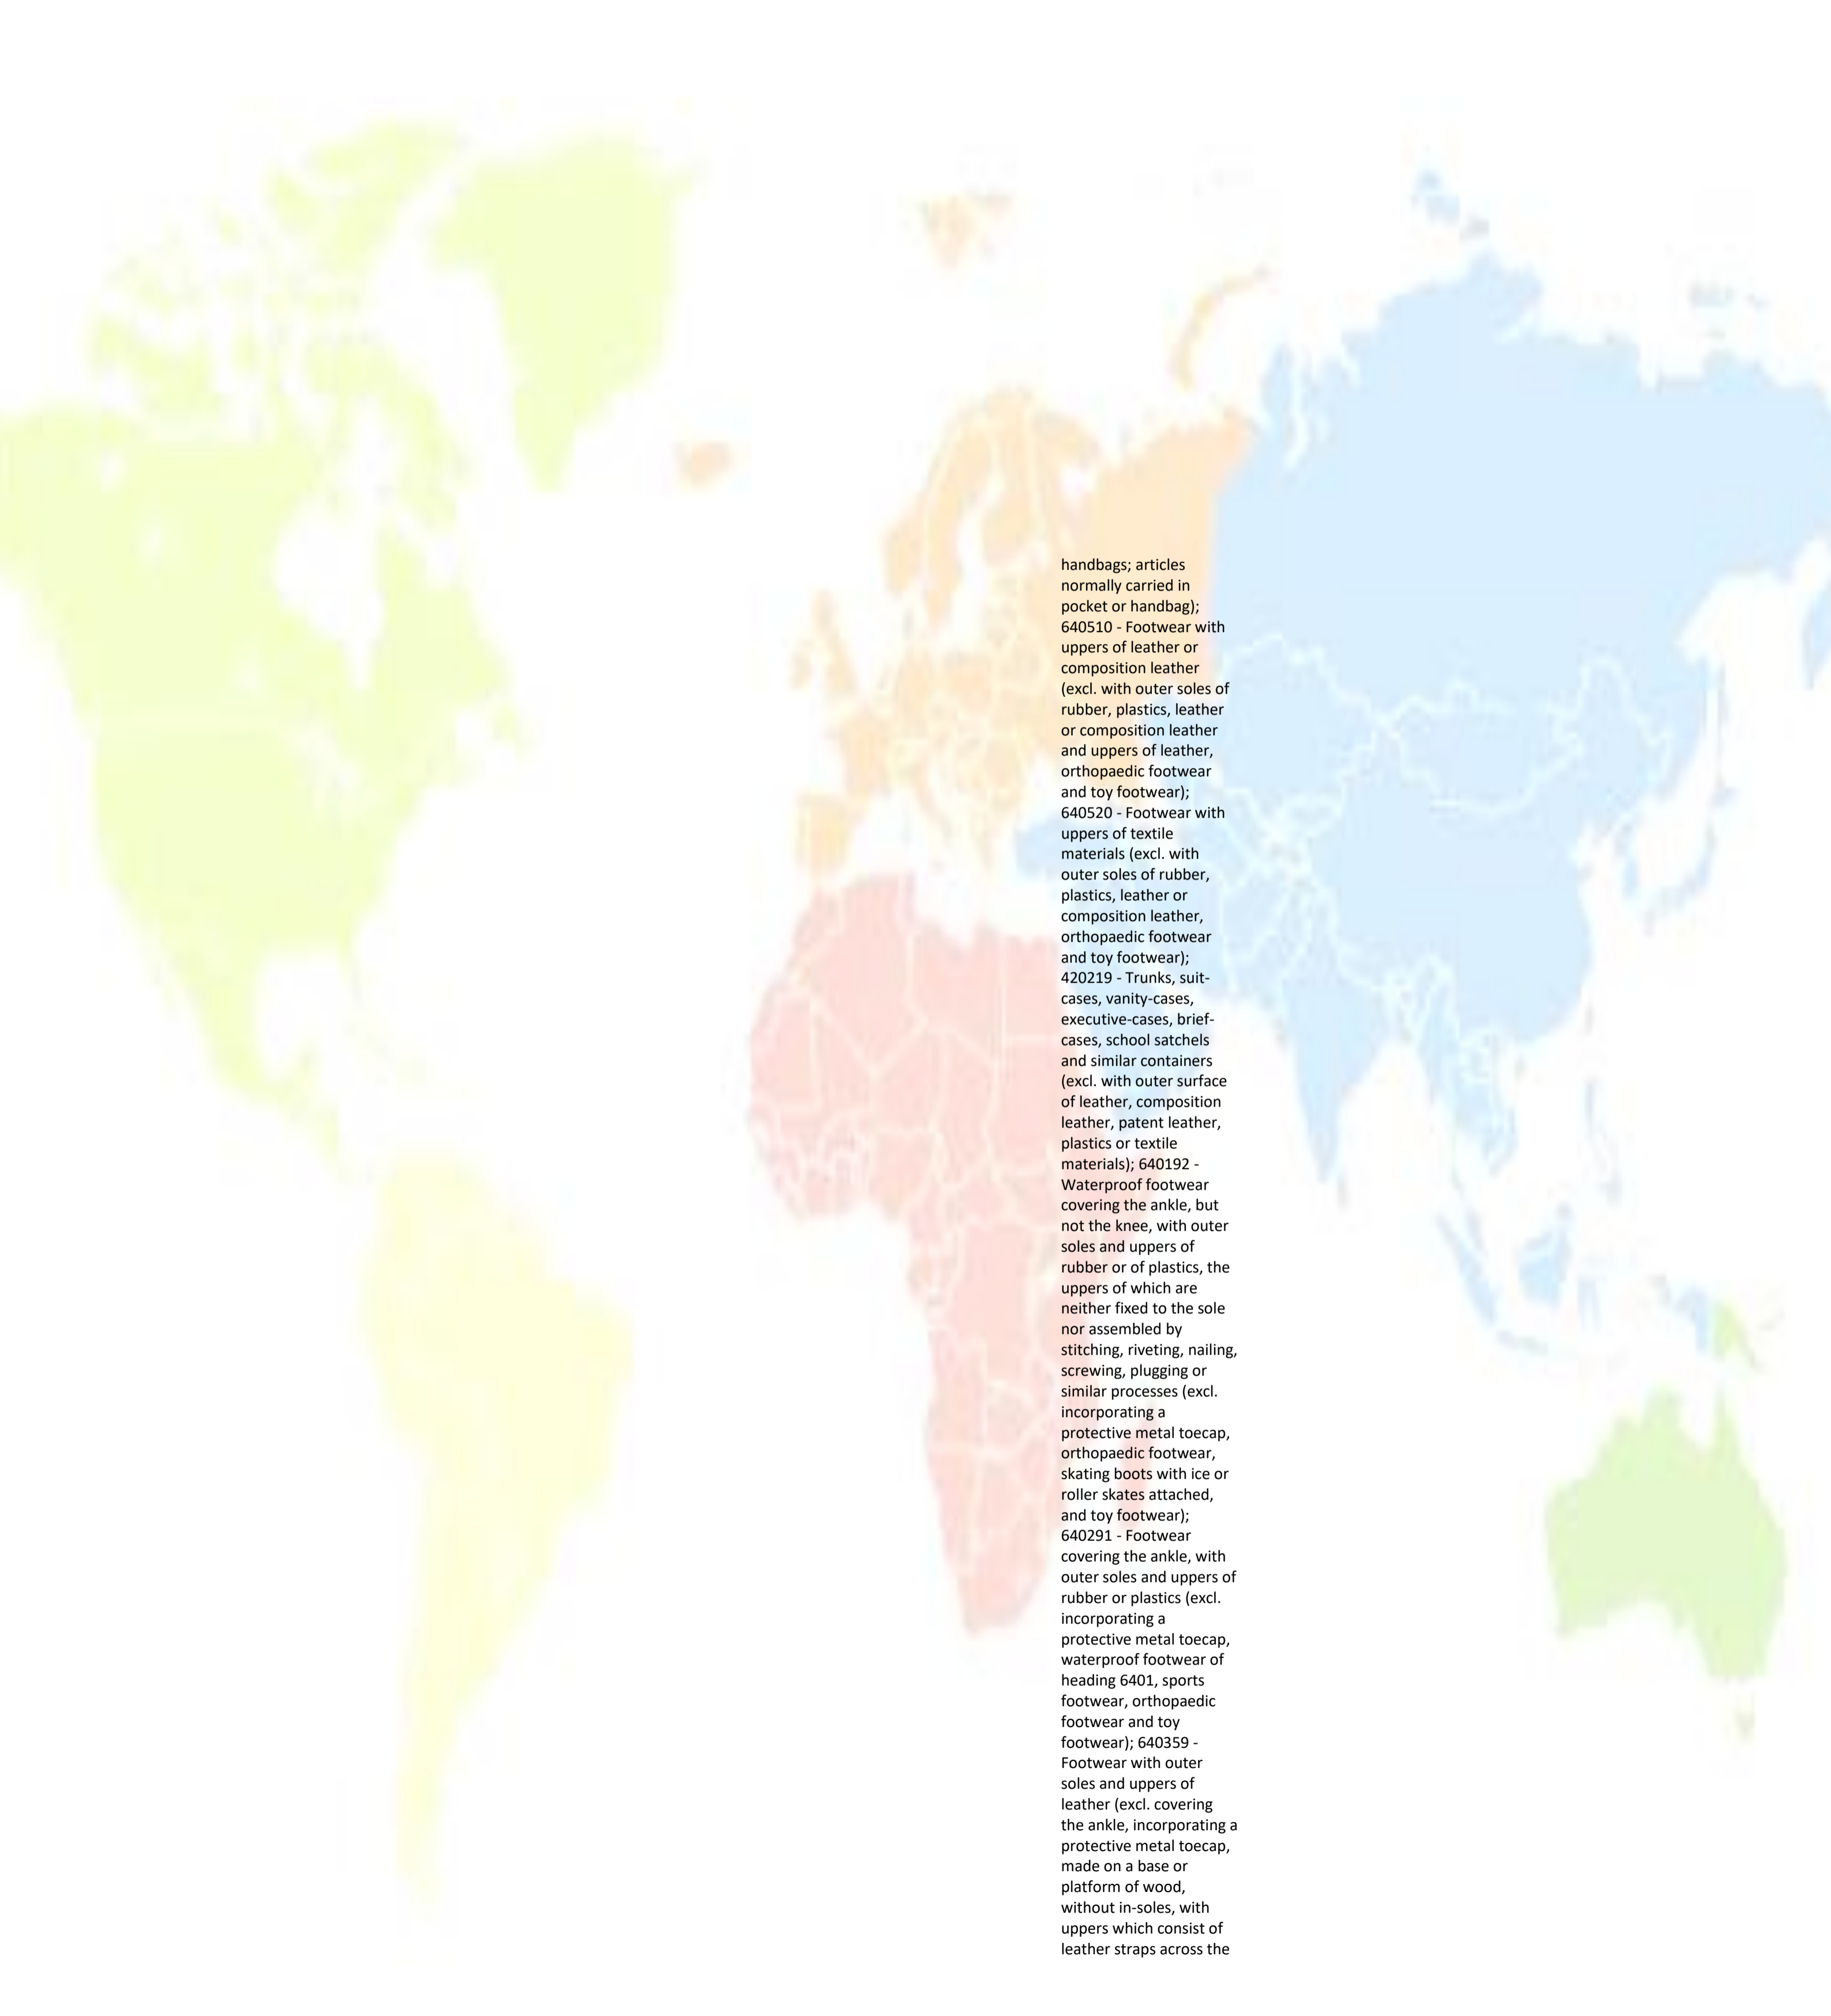 handbags; articles
normally carried in
pocket or handbag);
640510 - Footwear with
uppers of leather or
composition leather
(excl. with outer soles of
rubber, plastics, leather
or composition leather
and uppers of leather,
orthopaedic footwear
and toy footwear);
640520 - Footwear with
uppers of textile
materials (excl. with
outer soles of rubber,
plastics, leather or
composition leather,
orthopaedic footwear
and toy footwear);
420219 - Trunks, suit-
cases, vanity-cases,
executive-cases, brief-
cases, school satchels
and similar containers
(excl. with outer surface
of leather, composition
leather, patent leather,
plastics or textile
materials); 640192 -
Waterproof footwear
covering the ankle, but
not the knee, with outer
soles and uppers of
rubber or of plastics, the
uppers of which are
neither fixed to the sole
nor assembled by
stitching, riveting, nailing,
screwing, plugging or
similar processes (excl.
incorporating a
protective metal toecap,
orthopaedic footwear,
skating boots with ice or
roller skates attached,
and toy footwear);
640291 - Footwear
covering the ankle, with
outer soles and uppers of
rubber or plastics (excl.
incorporating a
protective metal toecap,
waterproof footwear of
heading 6401, sports
footwear, orthopaedic
footwear and toy
footwear); 640359 -
Footwear with outer
soles and uppers of
leather (excl. covering
the ankle, incorporating a
protective metal toecap,
made on a base or
platform of wood,
without in-soles, with
uppers which consist of
leather straps across the